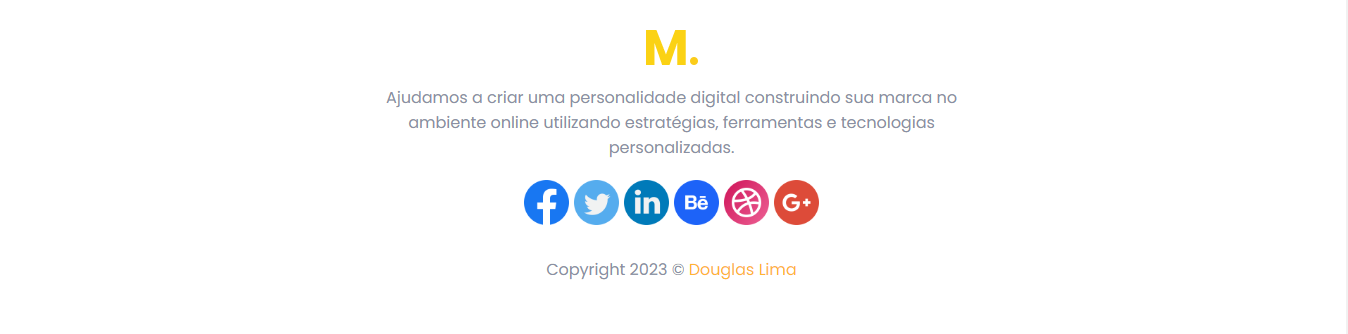 M.
Ajudamos a criar uma personalidade digital construindo sua marca no
ambiente online utilizando estratégias, ferramentas e tecnologias
personalizadas.
f in Bē G+
Copyright 2023 © Douglas Lima